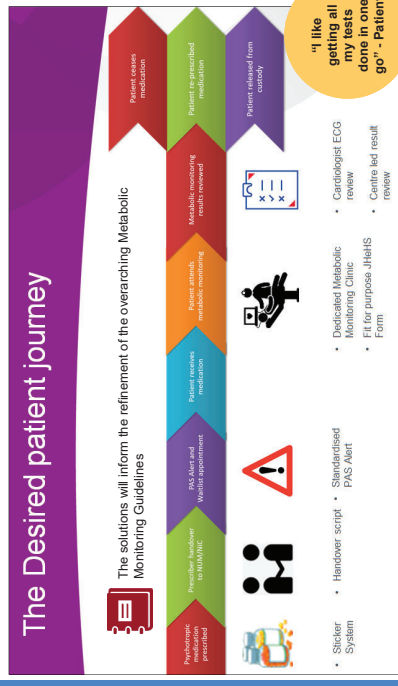 The Desired patient journey
The solutions will inform the refinement of the overarching Metabolic
Monitoring Guidelines
Psychotropic
medication
prescribed
Prescriber handover
to NUM/NiC
PAS Alert and
Waitlist appointment
Patient receives
medication
Patient attends
metabolic monitoring
Metabolic monitoring
results reviewed
Patient ceases
medication
Patient re-prescribed
medication
Patient released from
custody
• Sticker
System
• Handover script
• Standardised
PAS Alert
• Dedicated Metabolic
Monitoring Clinic
• Fit for purpose JHeHS
Form
• Cardiologist ECG
review
• Centre led result
review
“I like
getting all
my tests
done in one
go” - Patient